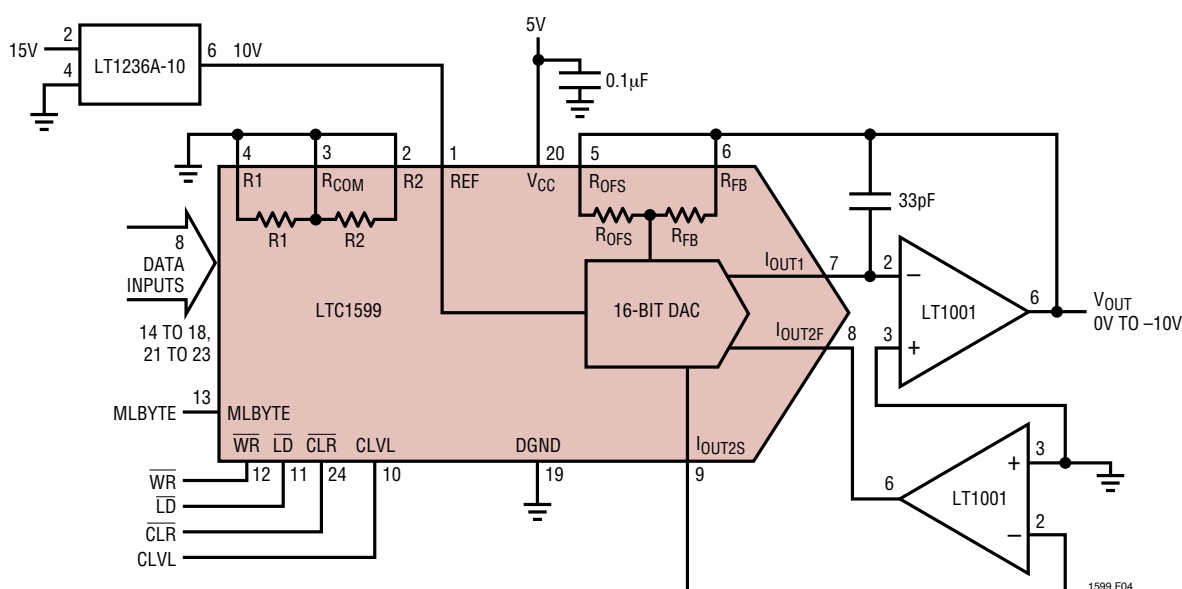 5V
15V
2
4
LT1236A-10
6 10V
0.1µF
4
3
2
1
20
5
6
R1
RCOM
R2
REF
VCC
ROFS
RFB
R1
R2
ROFS
RFB
33pF
8
DATA
INPUTS
14 TO 18,
21 TO 23
LTC1599
16-BIT DAC
IOUT1
7
2
–
LT1001
6
VOUT
0V TO –10V
IOUT2F
8
3
+
MLBYTE
13
MLBYTE
WR
LD
CLR
CLVL
DGND
IOUT2S
12
11
24
10
19
9
WR
LD
CLR
CLVL
6
LT1001
+
3
–
2
1599 F04